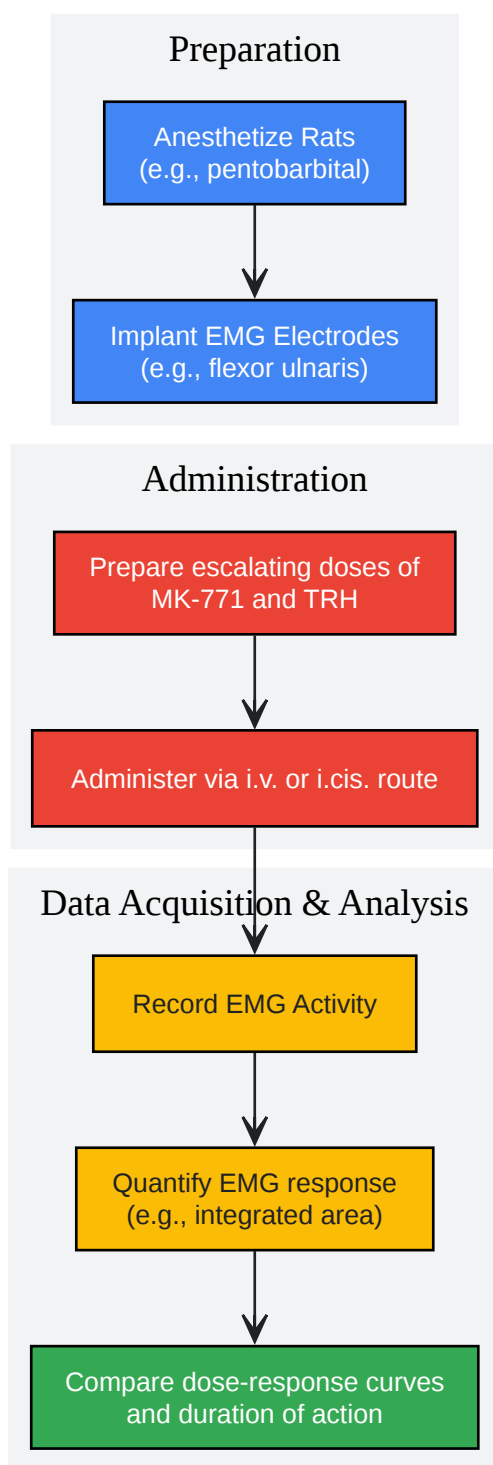 Preparation
Anesthetize Rats
(e.g., pentobarbital)
Implant EMG Electrodes
(e.g., flexor ulnaris)
Administration
Prepare escalating doses of
MK-771 and TRH
Administer via i.v. or i.cis. route
Data Acquisition & Analysis
Record EMG Activity
Quantify EMG response
(e.g., integrated area)
Compare dose-response curves
and duration of action